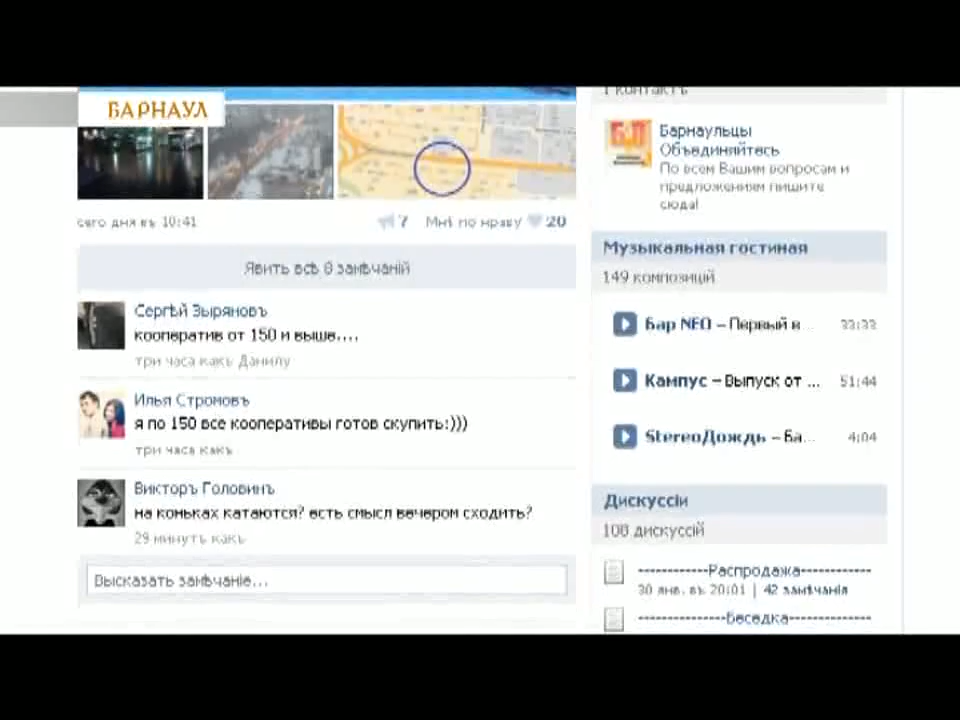 БАРНАУЛ
сего дня въ 10:41
7 Мнѣ по нраву 20
Явить всѣ 8 замѣчаній
Сергѣй Зыряновъ
кооператив от 150 и выше....
три часа какъ Данилу
Илья Стромовъ
я по 150 все кооперативы готов скупить:)))
три часа какъ
Викторъ Головинъ
на коньках катаются? есть смысл вечером сходить?
29 минутъ какъ
Высказать замѣчаніе...
1 контактъ
Барнаульцы
Объединяйтесь
По всем Вашим вопросам и
предложениям пишите
сюда!
Музыкальная гостиная
149 композицій
Бар NEO – Первый в... 33:33
Кампус – Выпуск от ... 51:44
StereoДождь – Ба... 4:04
Дискуссіи
108 дискуссій
------------Распродажа------------
30 янв. въ 20:01 | 42 замѣчанія
---------------Беседка--------------